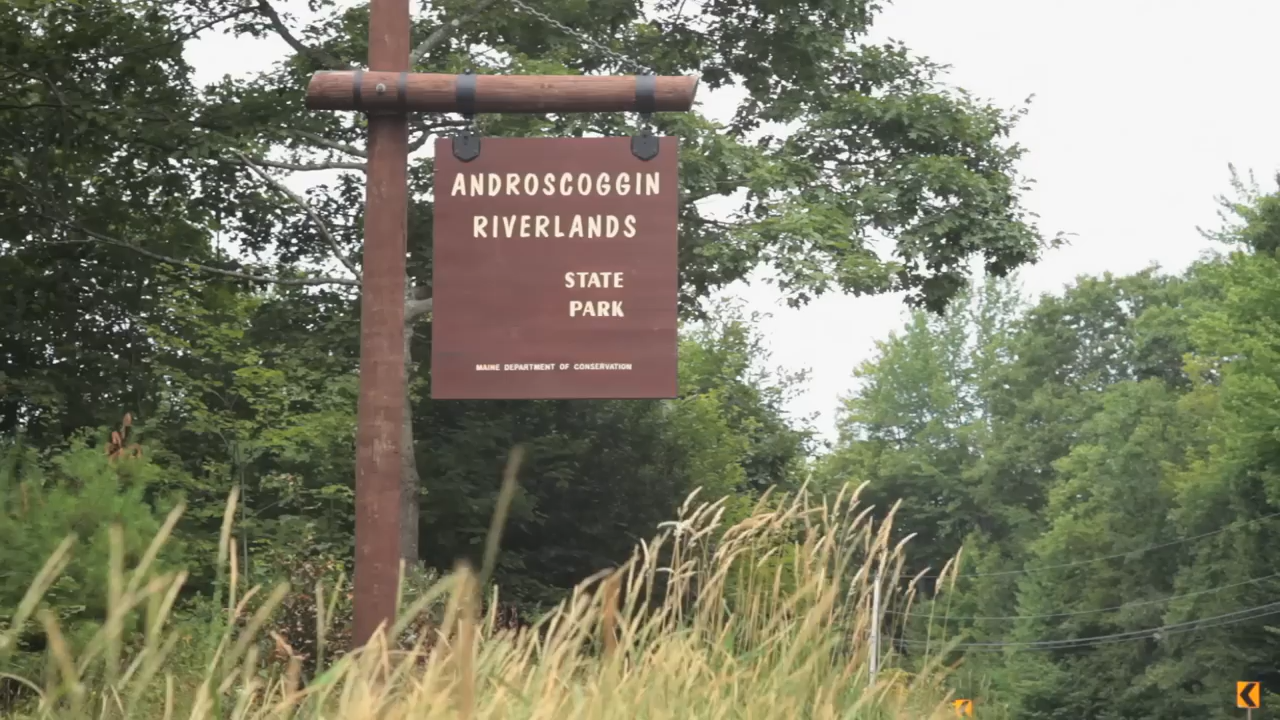 ANDROSCOGGIN
RIVERLANDS
STATE
PARK
MAINE DEPARTMENT OF CONSERVATION